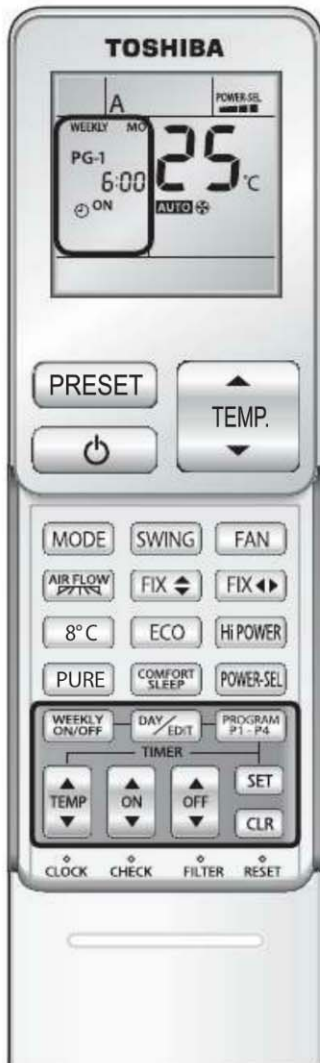 TOSHIBA
A POWER-SEL
WEEKLY MO
PG-1
6:00
ON
25 °C
AUTO
PRESET
TEMP.
MODE SWING FAN
AIR FLOW FIX FIX
8°C ECO Hi POWER
PURE COMFORT SLEEP POWER-SEL
WEEKLY ON/OFF DAY/EDIT PROGRAM P1 - P4
TIMER
TEMP ON OFF SET
CLR
CLOCK CHECK FILTER RESET